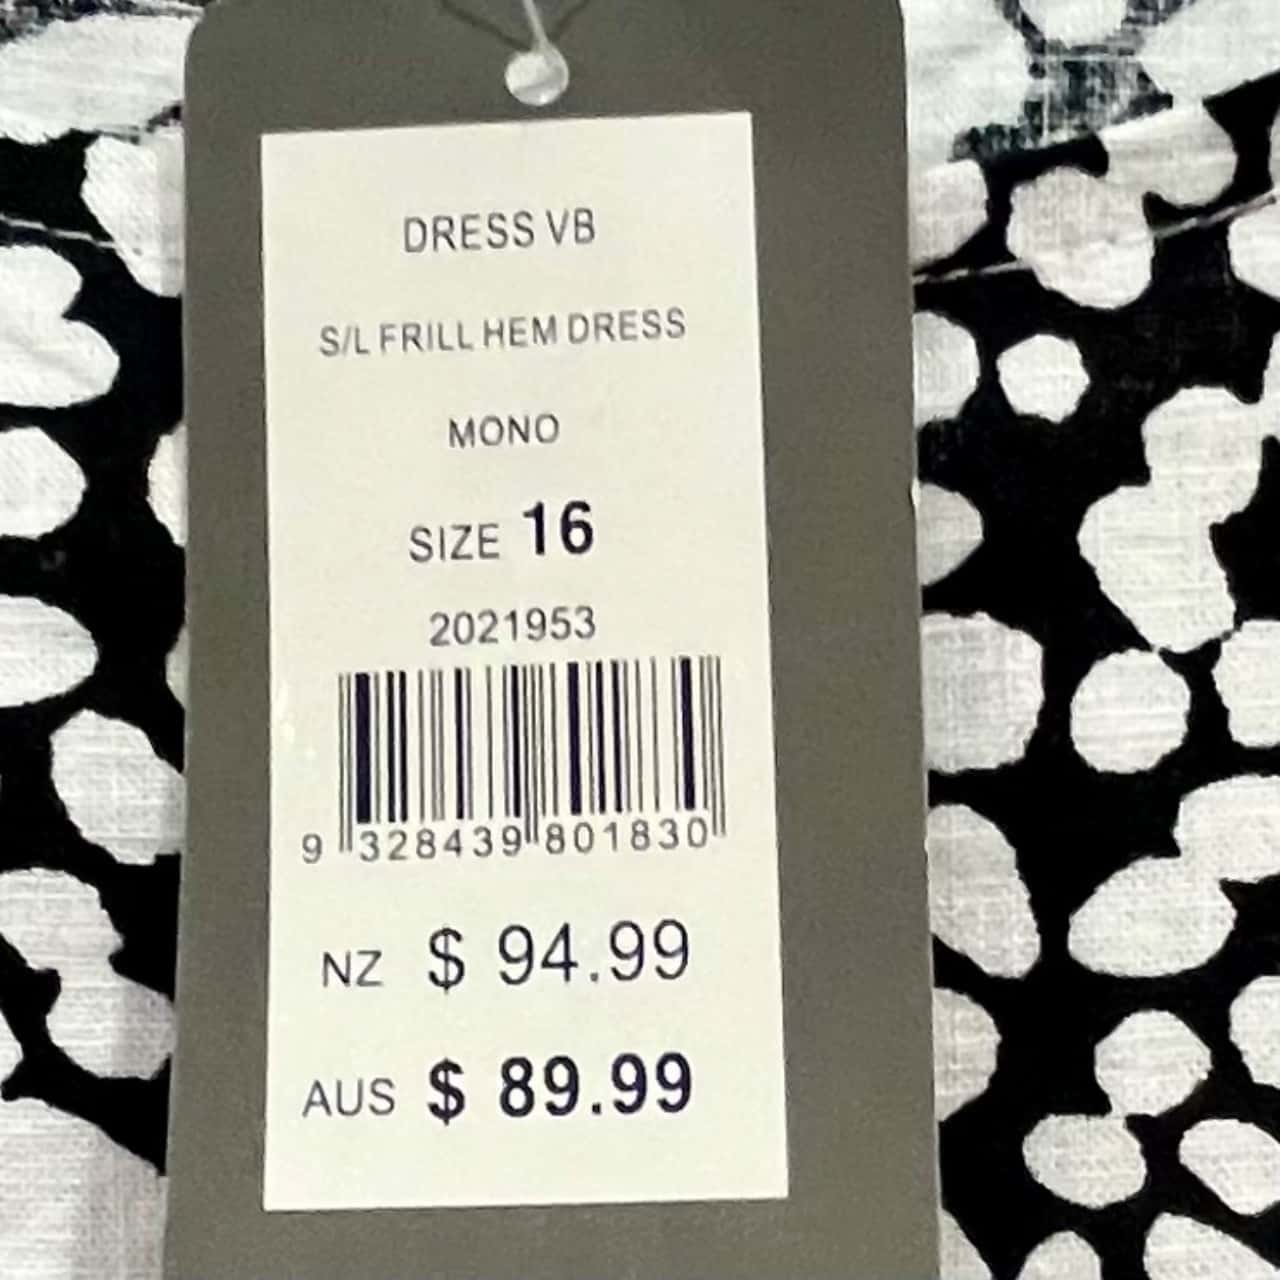 DRESS VB
S/L FRILL HEM DRESS
MONO
SIZE 16
2021953
9 328439 801830
NZ $ 94.99
AUS $ 89.99